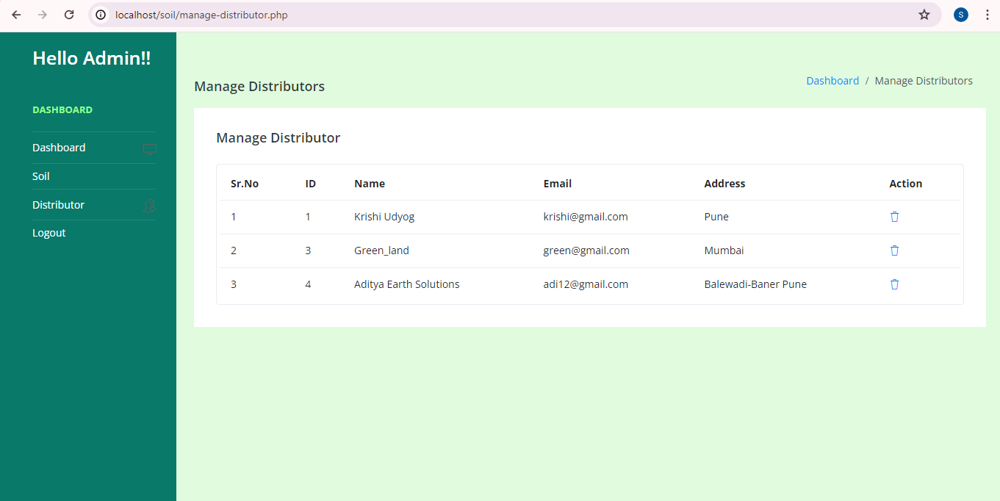 localhost/soil/manage-distributor.php
S
Hello Admin!!
DASHBOARD
Dashboard
Soil
Distributor
Logout
Manage Distributors
Dashboard / Manage Distributors
Manage Distributor
Sr.No ID Name Email Address Action
1 1 Krishi Udyog krishi@gmail.com Pune
2 3 Green_land green@gmail.com Mumbai
3 4 Aditya Earth Solutions adi12@gmail.com Balewadi-Baner Pune